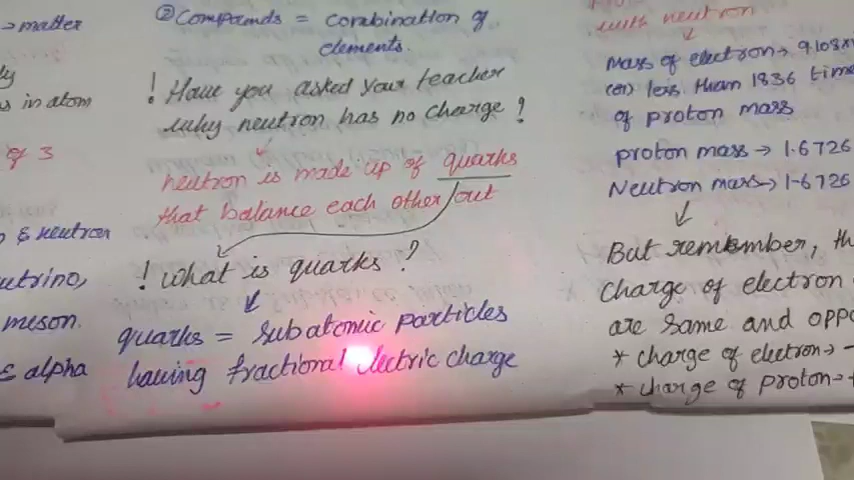 → matter
ly
s in atom
of 3
& neutron
utrino,
meson.
& alpha
② Compounds = combination of
elements.
! Have you asked your teacher
why neutron has no charge ?
neutron is made up of quarks
that balance each other out
! What is quarks ?
quarks = subatomic particles
having fractional electric charge
with neutron
Mass of electron → 9.108
(or) less than 1836 time
of proton mass
proton mass → 1.6726
Neutron mass → 1.6726
But remember, th
charge of electron
are same and oppo
* charge of electron → -
* charge of proton → +